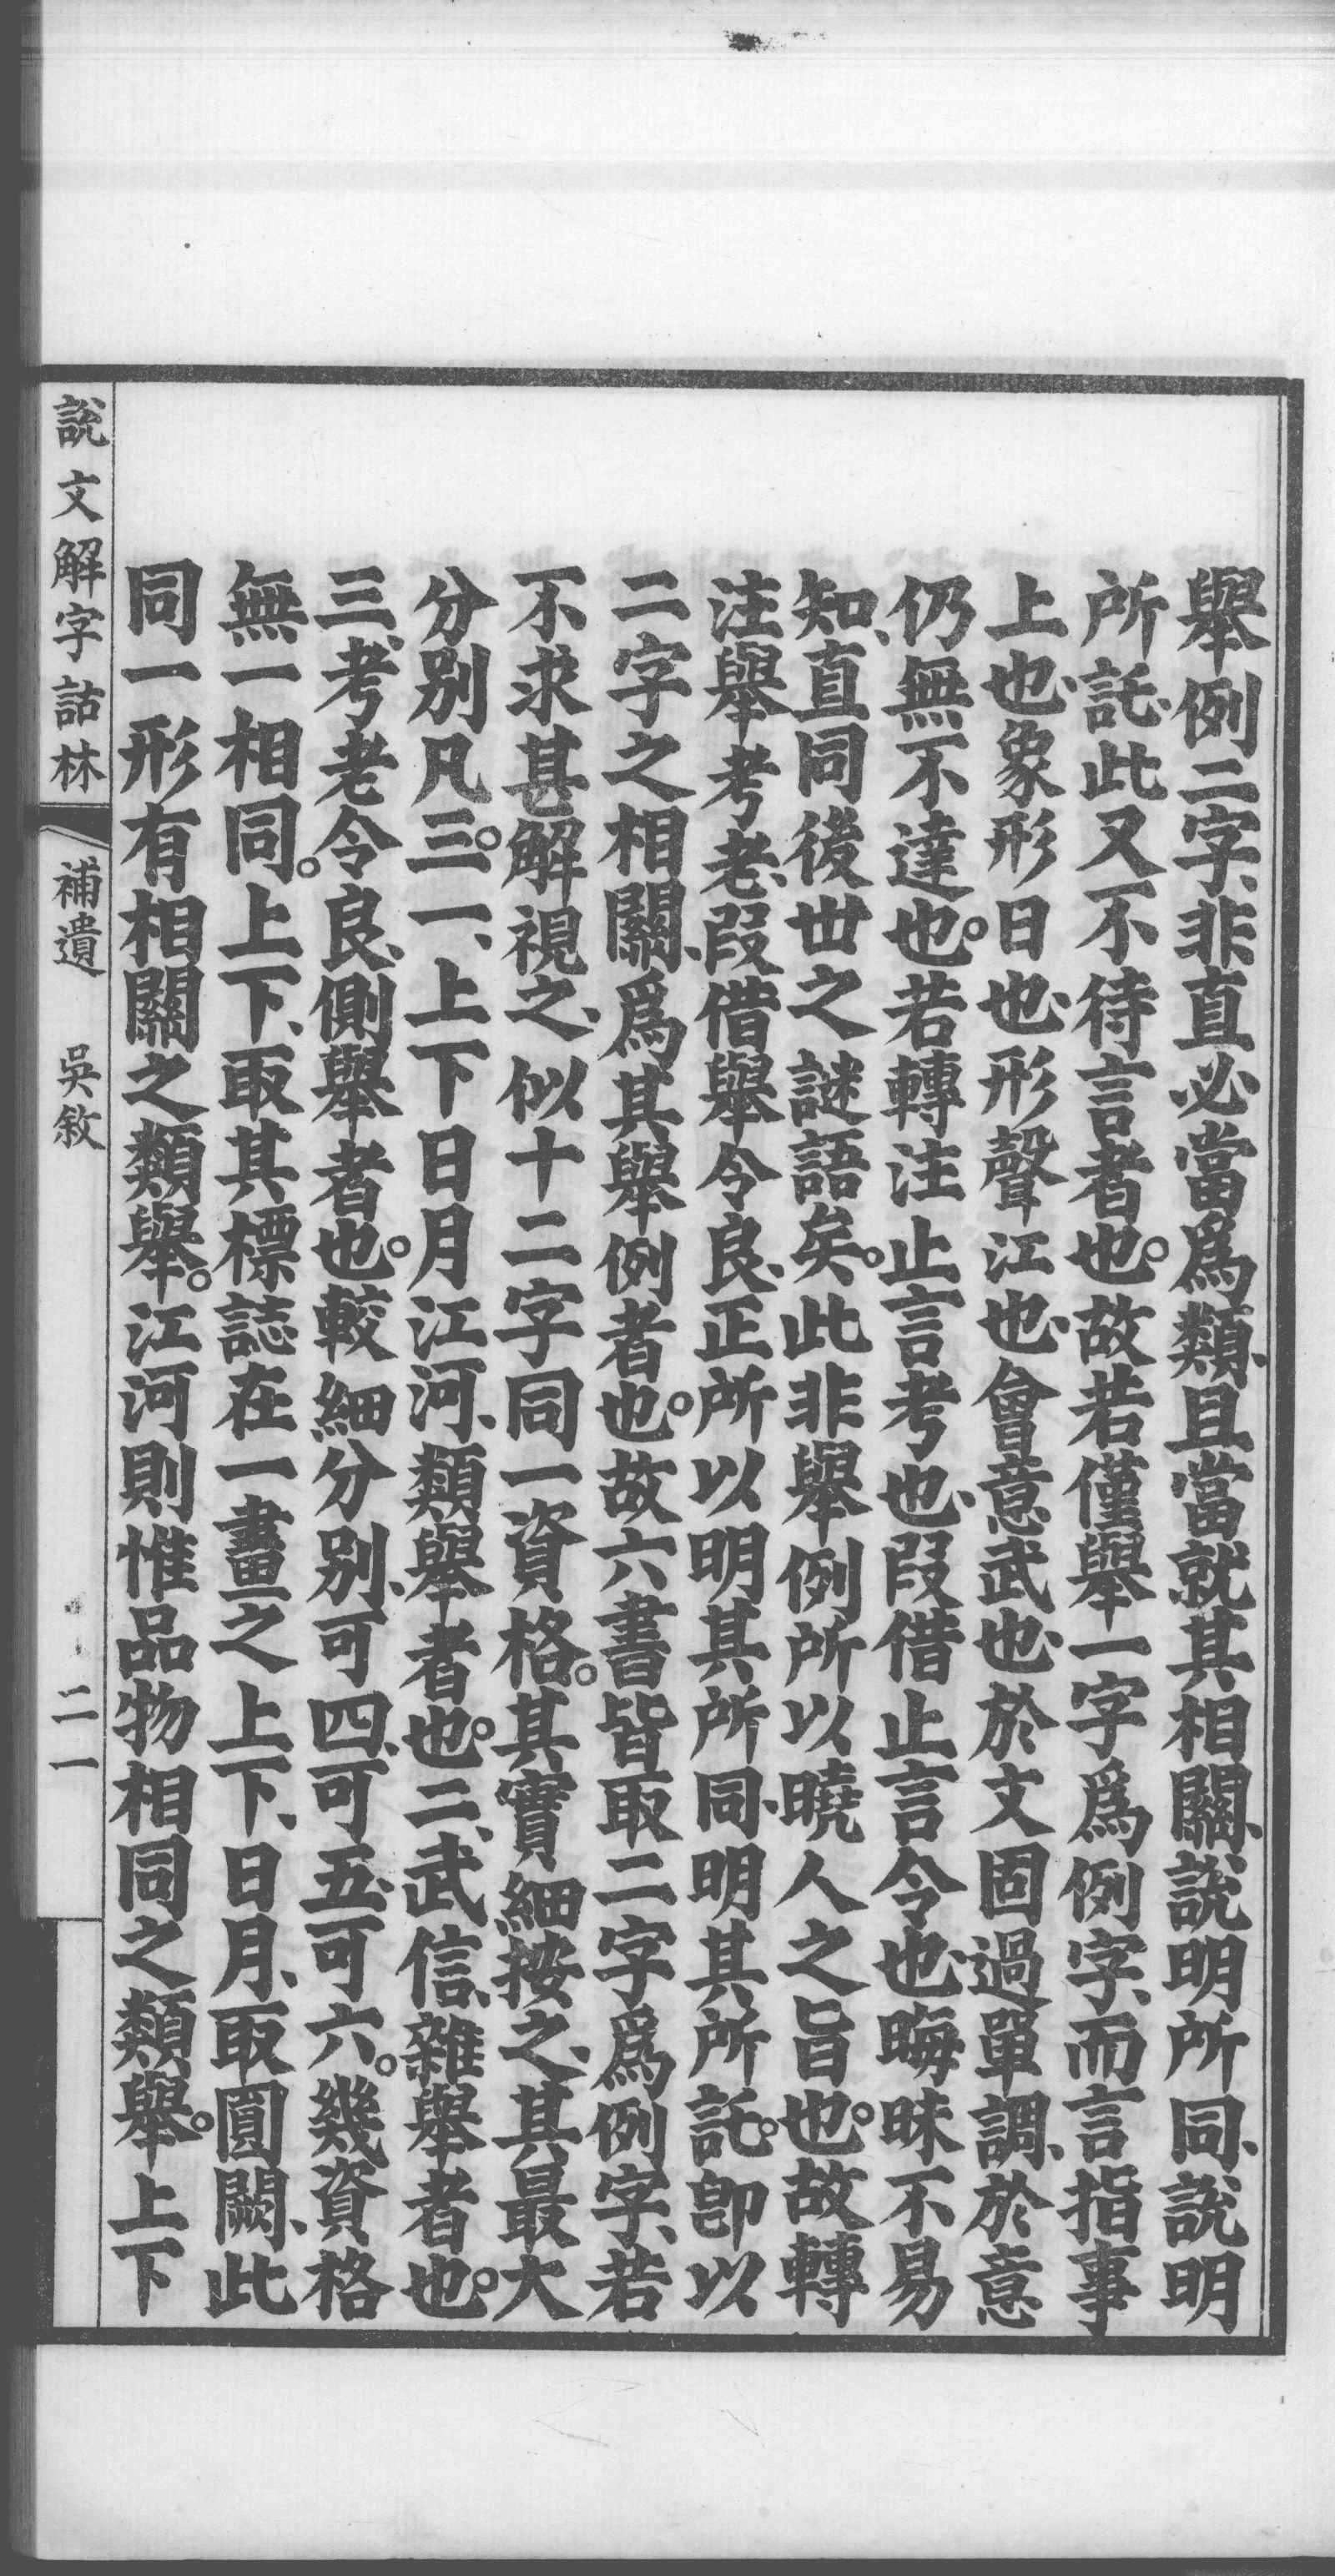 舉例二字、非直必當爲類、且當就其相關、說明所同、說明
所託、此又不待言者也。故若僅舉一字爲例字、而言指事
上也、象形日也、形聲江也、會意武也、於文固過單調、於意
仍無不達也。若轉注止言考也、叚借止言令也、晦昧不易
知、直同後世之謎語矣。此非舉例所以曉人之旨也。故轉
注舉考老、叚借舉令良、正所以明其所同、明其所託。卽以
二字之相關、爲其舉例者也。故六書皆取二字爲例字、若
不求甚解視之、似十二字同一資格。其實細按之、其最大
分別凡三。一、上下日月江河、類舉者也。二、武信、雜舉者也。
三、考老令良、側舉者也。較細分別、可四、可五、可六。幾資格
無一相同。上下、取其標誌在一畫之上下、日月、取圓闕、此
同一形有相關之類舉。江河則惟品物相同之類舉。上下
說文解字詁林　補遺　吳敘　二一